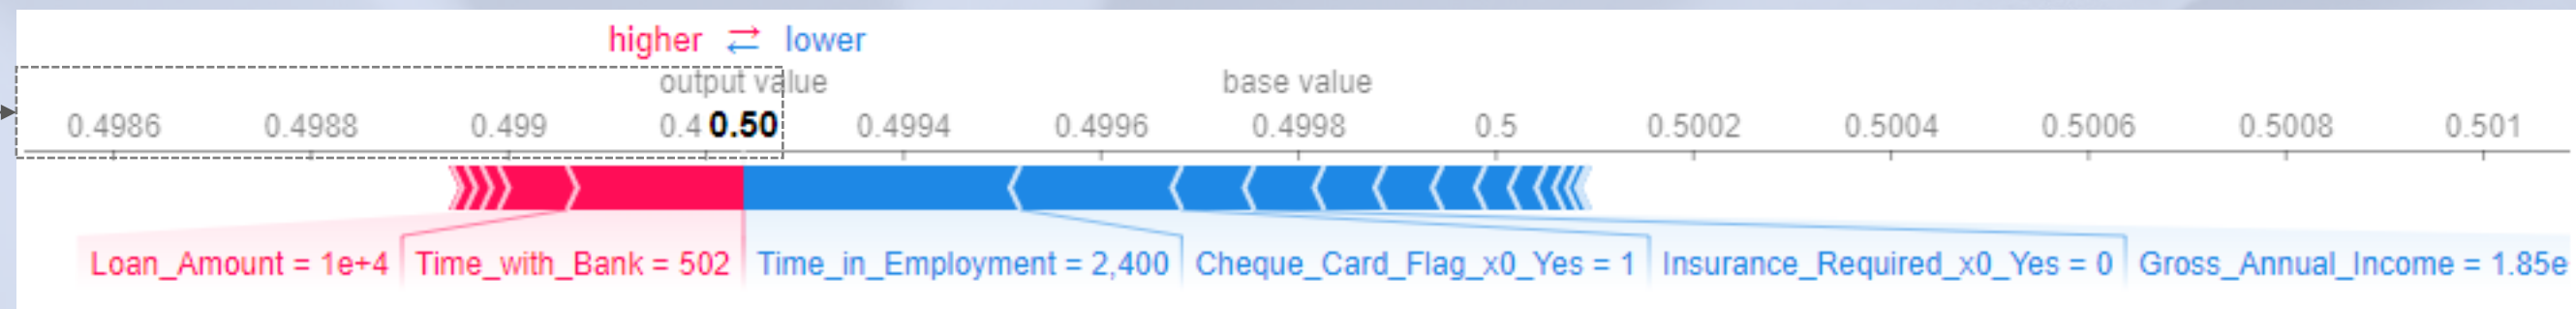 higher ⇄ lower
output value base value
0.4986 0.4988 0.499 0.4 0.50 0.4994 0.4996 0.4998 0.5 0.5002 0.5004 0.5006 0.5008 0.501
Loan_Amount = 1e+4 Time_with_Bank = 502 Time_in_Employment = 2,400 Cheque_Card_Flag_x0_Yes = 1 Insurance_Required_x0_Yes = 0 Gross_Annual_Income = 1.85e